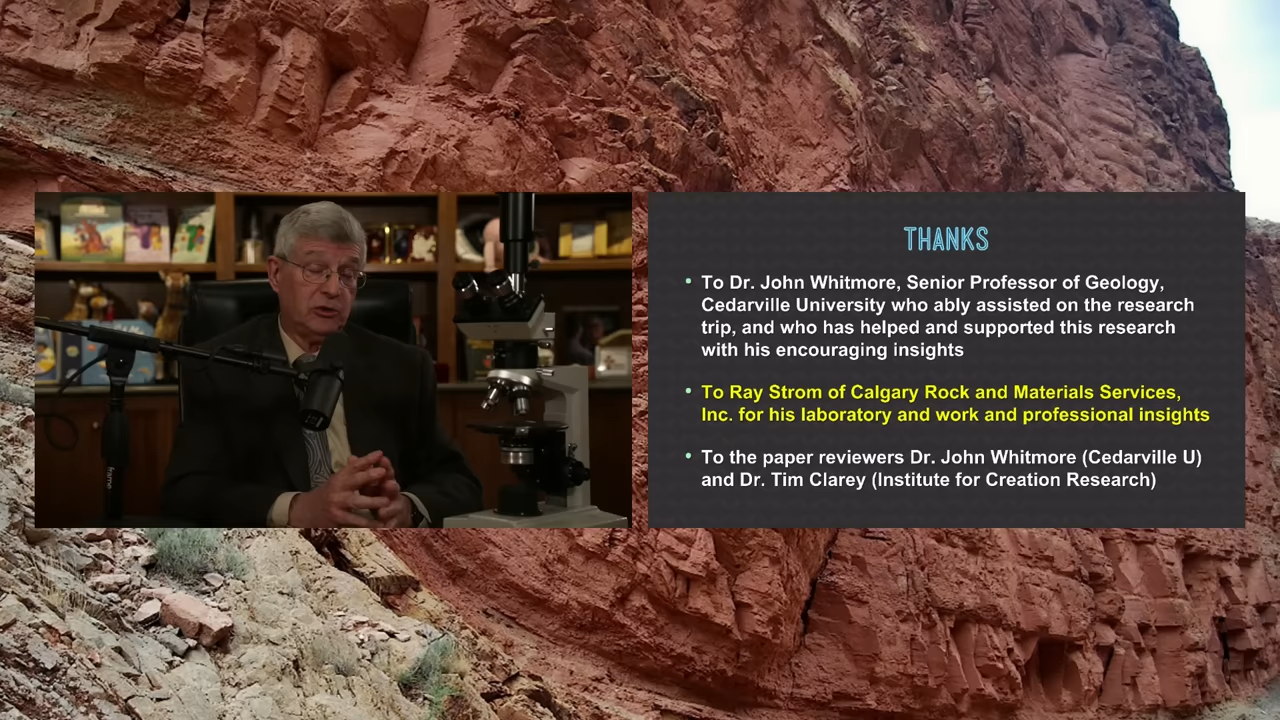 THANKS
• To Dr. John Whitmore, Senior Professor of Geology,
Cedarville University who ably assisted on the research
trip, and who has helped and supported this research
with his encouraging insights
• To Ray Strom of Calgary Rock and Materials Services,
Inc. for his laboratory and work and professional insights
• To the paper reviewers Dr. John Whitmore (Cedarville U)
and Dr. Tim Clarey (Institute for Creation Research)